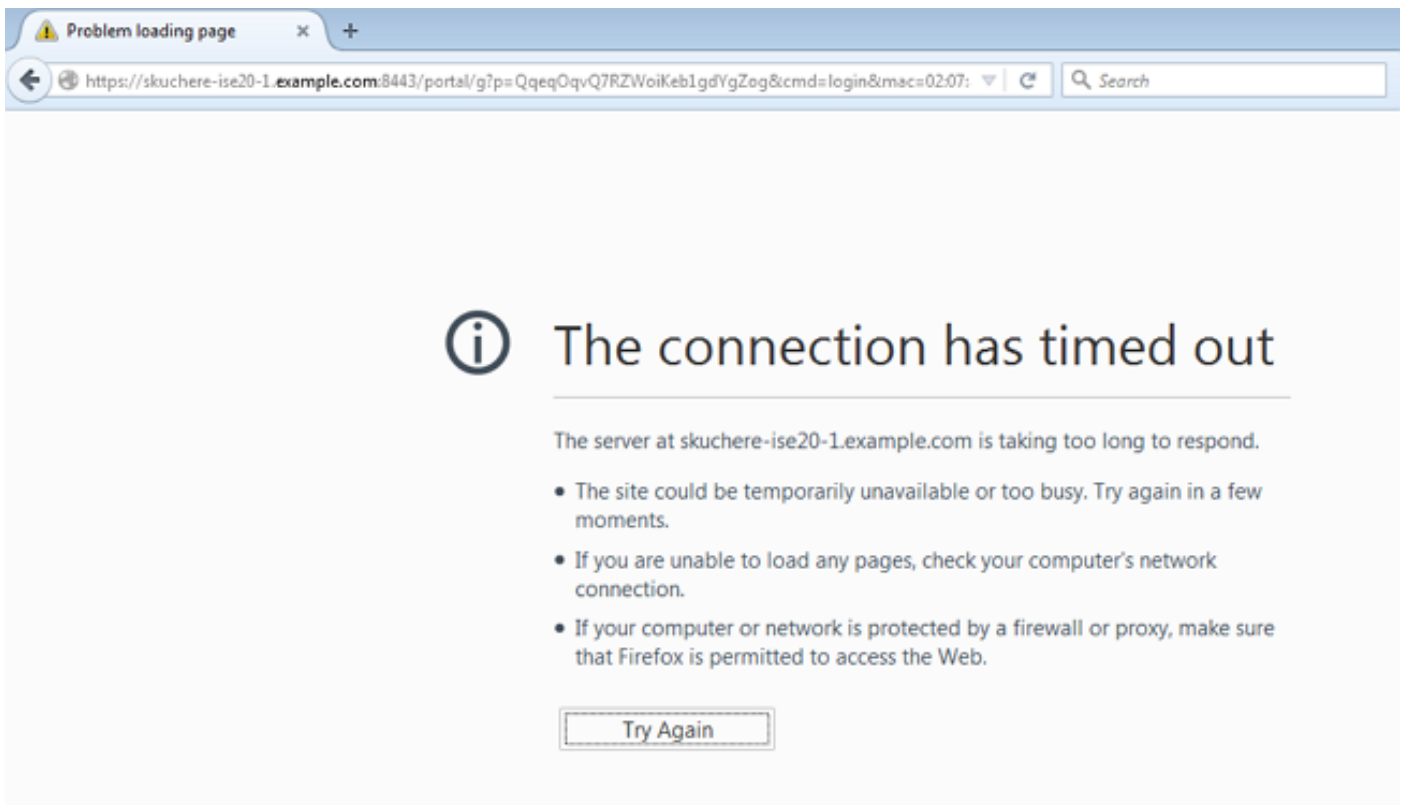 Problem loading page
https://skuchere-ise20-1.example.com:8443/portal/g?p=QqeqOqvQ7RZWoiKeb1gdYgZog&cmd=login&mac=02:07:
Search
The connection has timed out
The server at skuchere-ise20-1.example.com is taking too long to respond.
• The site could be temporarily unavailable or too busy. Try again in a few
moments.
• If you are unable to load any pages, check your computer's network
connection.
• If your computer or network is protected by a firewall or proxy, make sure
that Firefox is permitted to access the Web.
Try Again